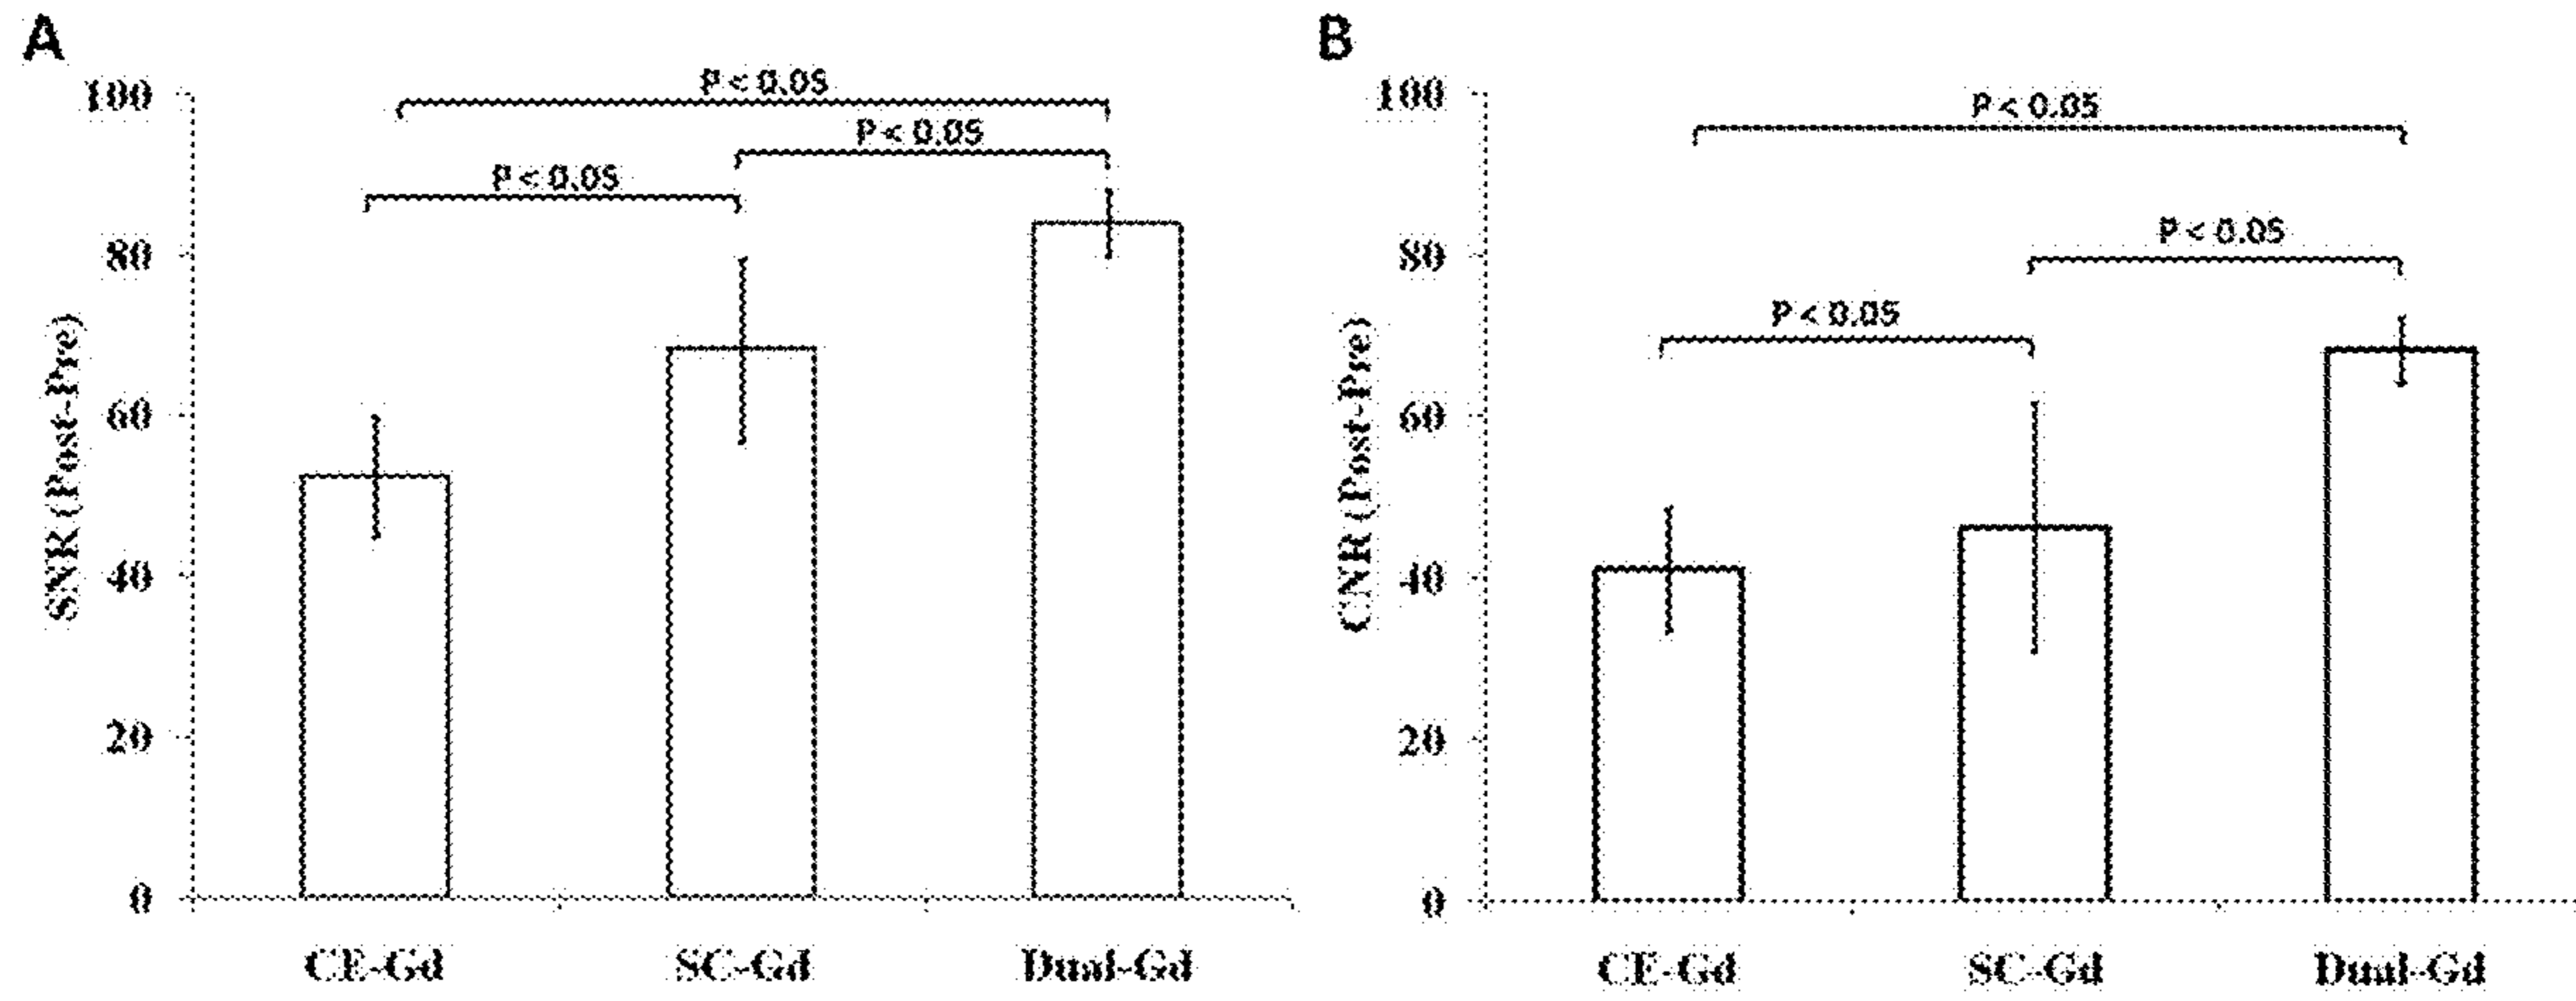 A
100
80
60
40
20
0
SNR (Post-Pre)
P < 0.05
P < 0.05
P < 0.05
CE-Gd
SC-Gd
Dual-Gd
B
100
80
60
40
20
0
CNR (Post-Pre)
P < 0.05
P < 0.05
P < 0.05
CE-Gd
SC-Gd
Dual-Gd